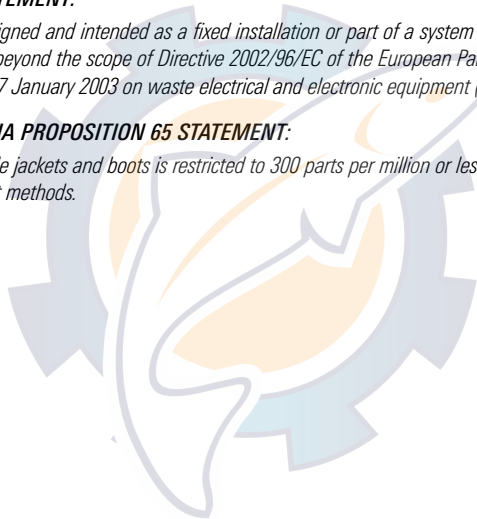 TEMENT:
igned and intended as a fixed installation or part of a system
beyond the scope of Directive 2002/96/EC of the European Pa
7 January 2003 on waste electrical and electronic equipment (
IA PROPOSITION 65 STATEMENT:
le jackets and boots is restricted to 300 parts per million or les
t methods.